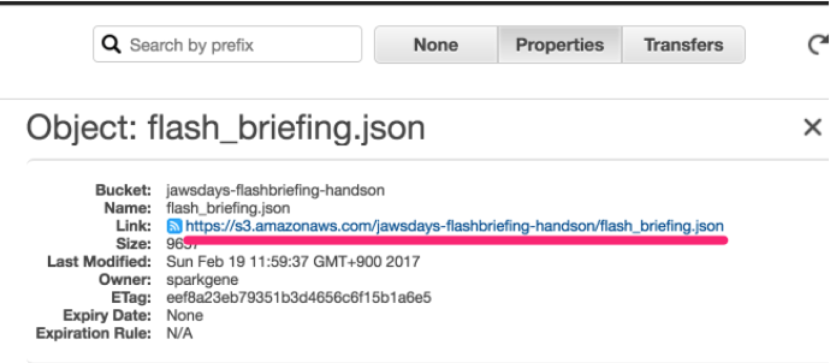 Search by prefix
None Properties Transfers
Object: flash_briefing.json
Bucket: jawsdays-flashbriefing-handson
Name: flash_briefing.json
Link: https://s3.amazonaws.com/jawsdays-flashbriefing-handson/flash_briefing.json
Size: 9637
Last Modified: Sun Feb 19 11:59:37 GMT+900 2017
Owner: sparkgene
ETag: eef8a23eb79351b3d4656c6f15b1a6e5
Expiry Date: None
Expiration Rule: N/A